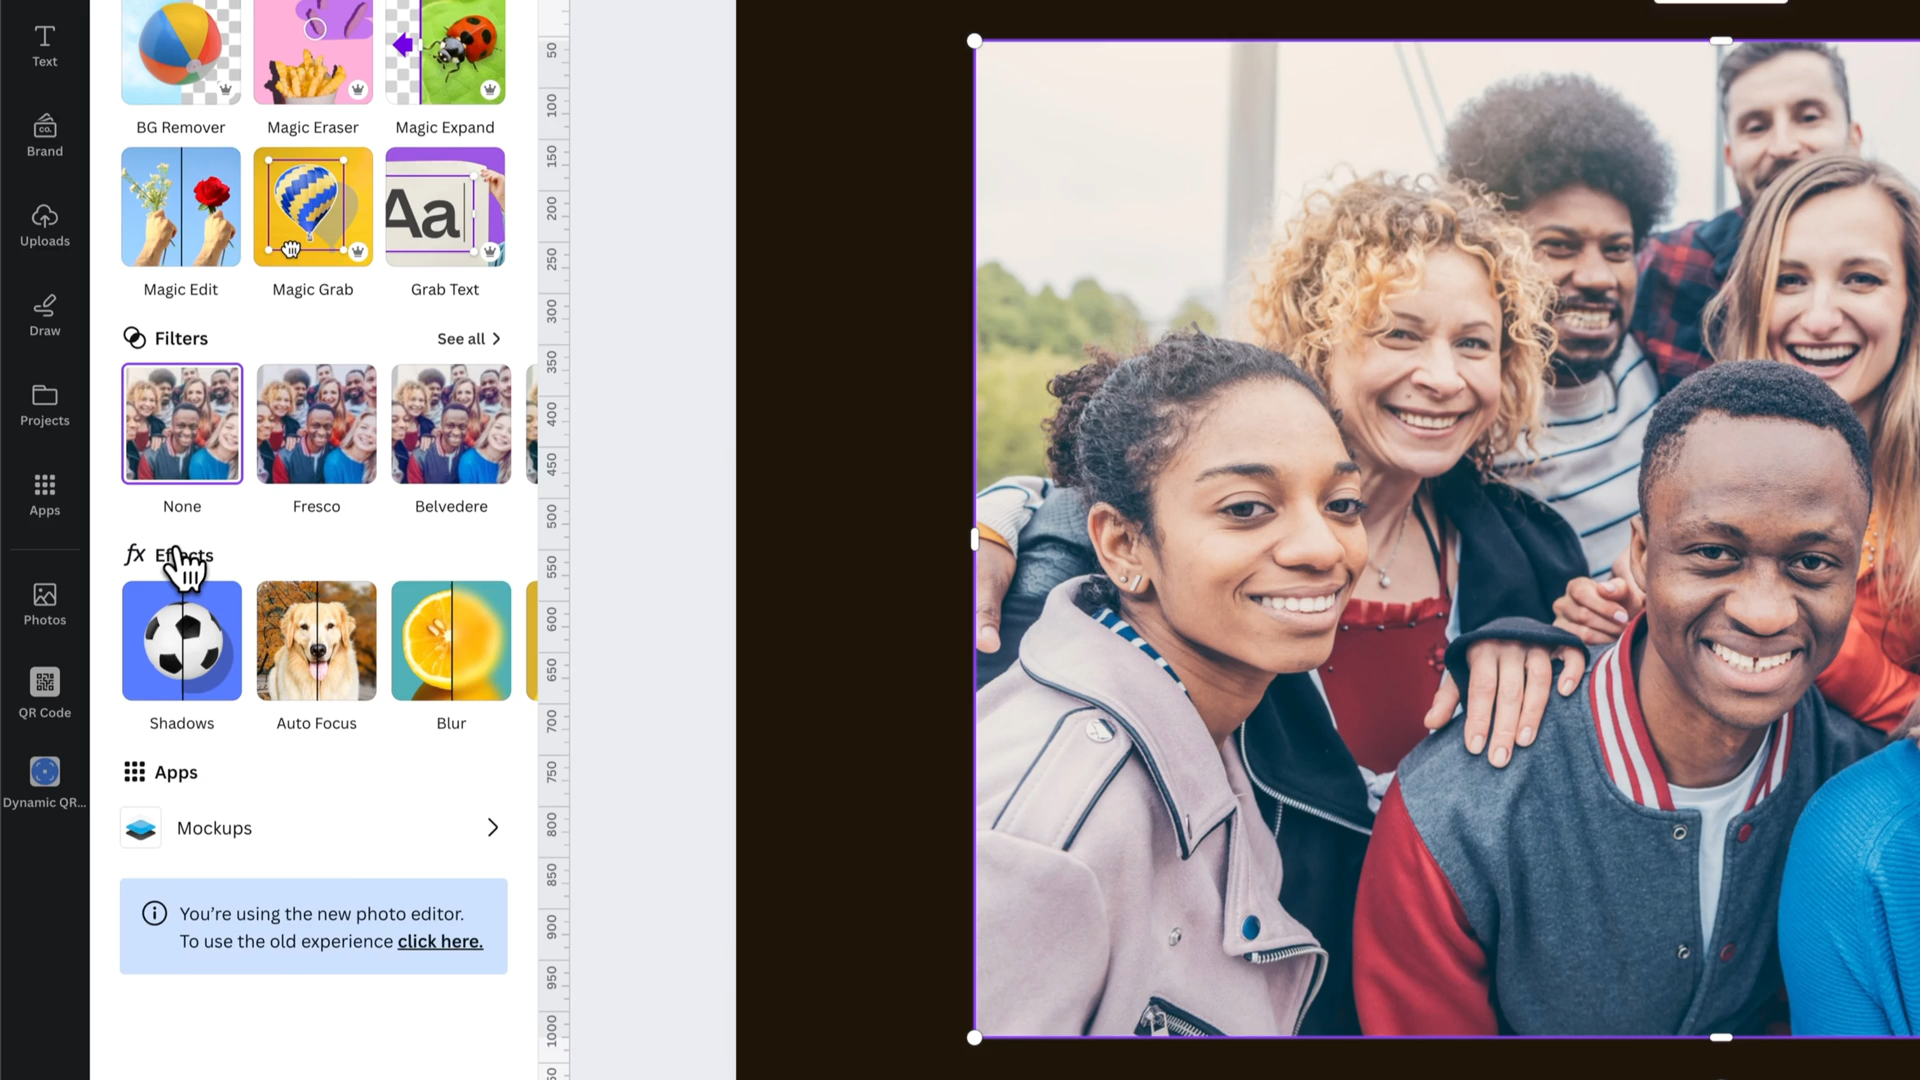 Text
Brand
co.
Uploads
Draw
Projects
Apps
Photos
QR Code
Dynamic QR...
BG Remover
Magic Eraser
Magic Expand
Aa
Magic Edit
Magic Grab
Grab Text
Filters
See all
None
Fresco
Belvedere
fx
Shadows
Auto Focus
Blur
Apps
Mockups
You’re using the new photo editor.
To use the old experience click here.
50
100
150
200
250
300
350
400
450
500
550
600
650
700
750
800
850
900
950
1000